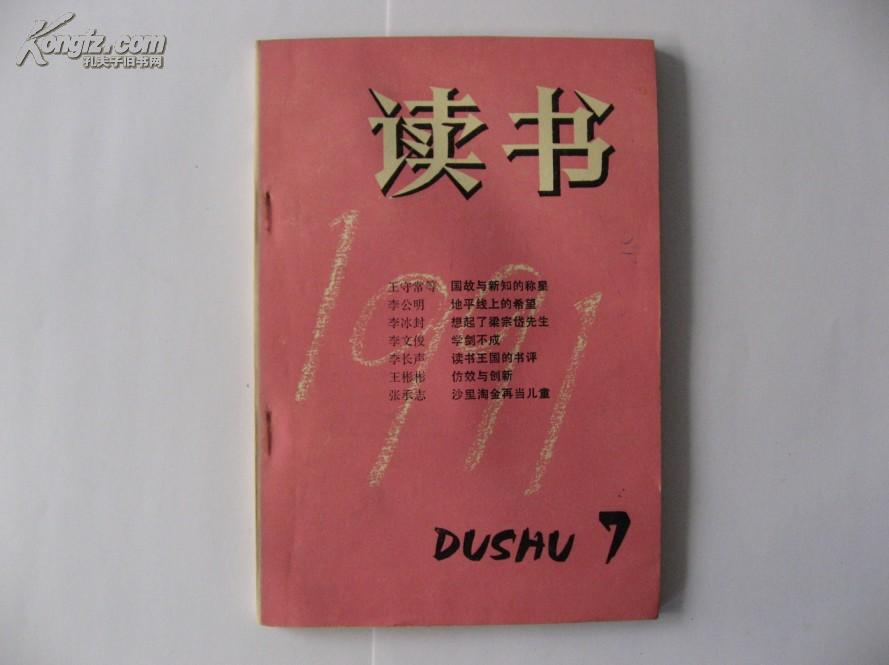 Kongfz.com
孔夫子旧书网
读书
1991
王守常等 国故与新知的称星
李公明 地平线上的希望
李冰封 想起了梁宗岱先生
李文俊 学剑不成
李长声 读书王国的书评
王彬彬 仿效与创新
张承志 沙里淘金再当儿童
DUSHU 7